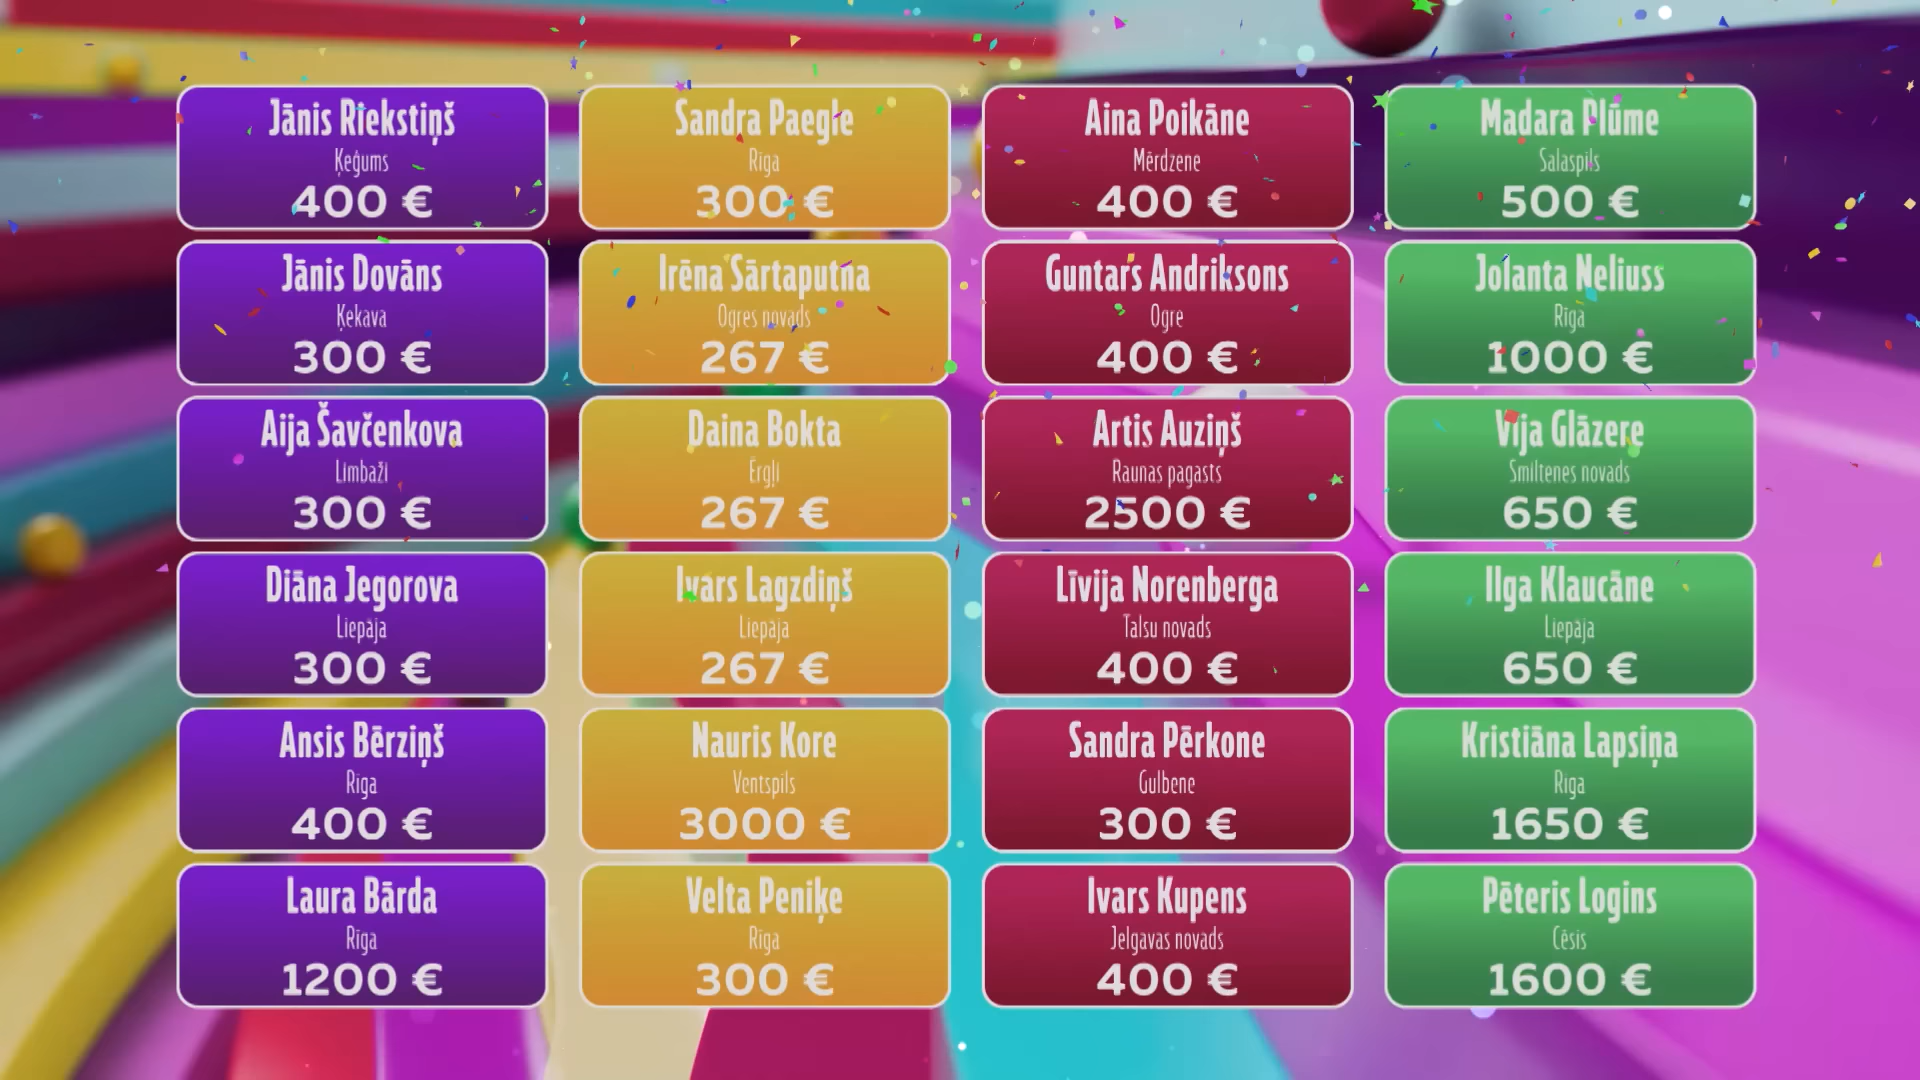 Jānis Riekstiņš
Ķegums
400 €
Sandra Paegle
Rīga
300 €
Aina Poikāne
Mērdzene
400 €
Madara Plūme
Salaspils
500 €
Jānis Dovāns
Ķekava
300 €
Irēna Sārtaputna
Ogres novads
267 €
Guntars Andriksons
Ogre
400 €
Jolanta Neliuss
Rīga
1000 €
Aija Šavčenkova
Limbaži
300 €
Daina Bokta
Ērgļi
267 €
Artis Auziņš
Raunas pagasts
2500 €
Vija Glāzere
Smiltenes novads
650 €
Diāna Jegorova
Liepāja
300 €
Ivars Lagzdiņš
Liepāja
267 €
Līvija Norenberga
Talsu novads
400 €
Ilga Klaucāne
Liepāja
650 €
Ansis Bērziņš
Rīga
400 €
Nauris Kore
Ventspils
3000 €
Sandra Pērkone
Gulbene
300 €
Kristiāna Lapsiņa
Rīga
1650 €
Laura Bārda
Rīga
1200 €
Velta Peniķe
Rīga
300 €
Ivars Kupens
Jelgavas novads
400 €
Pēteris Logins
Cēsis
1600 €